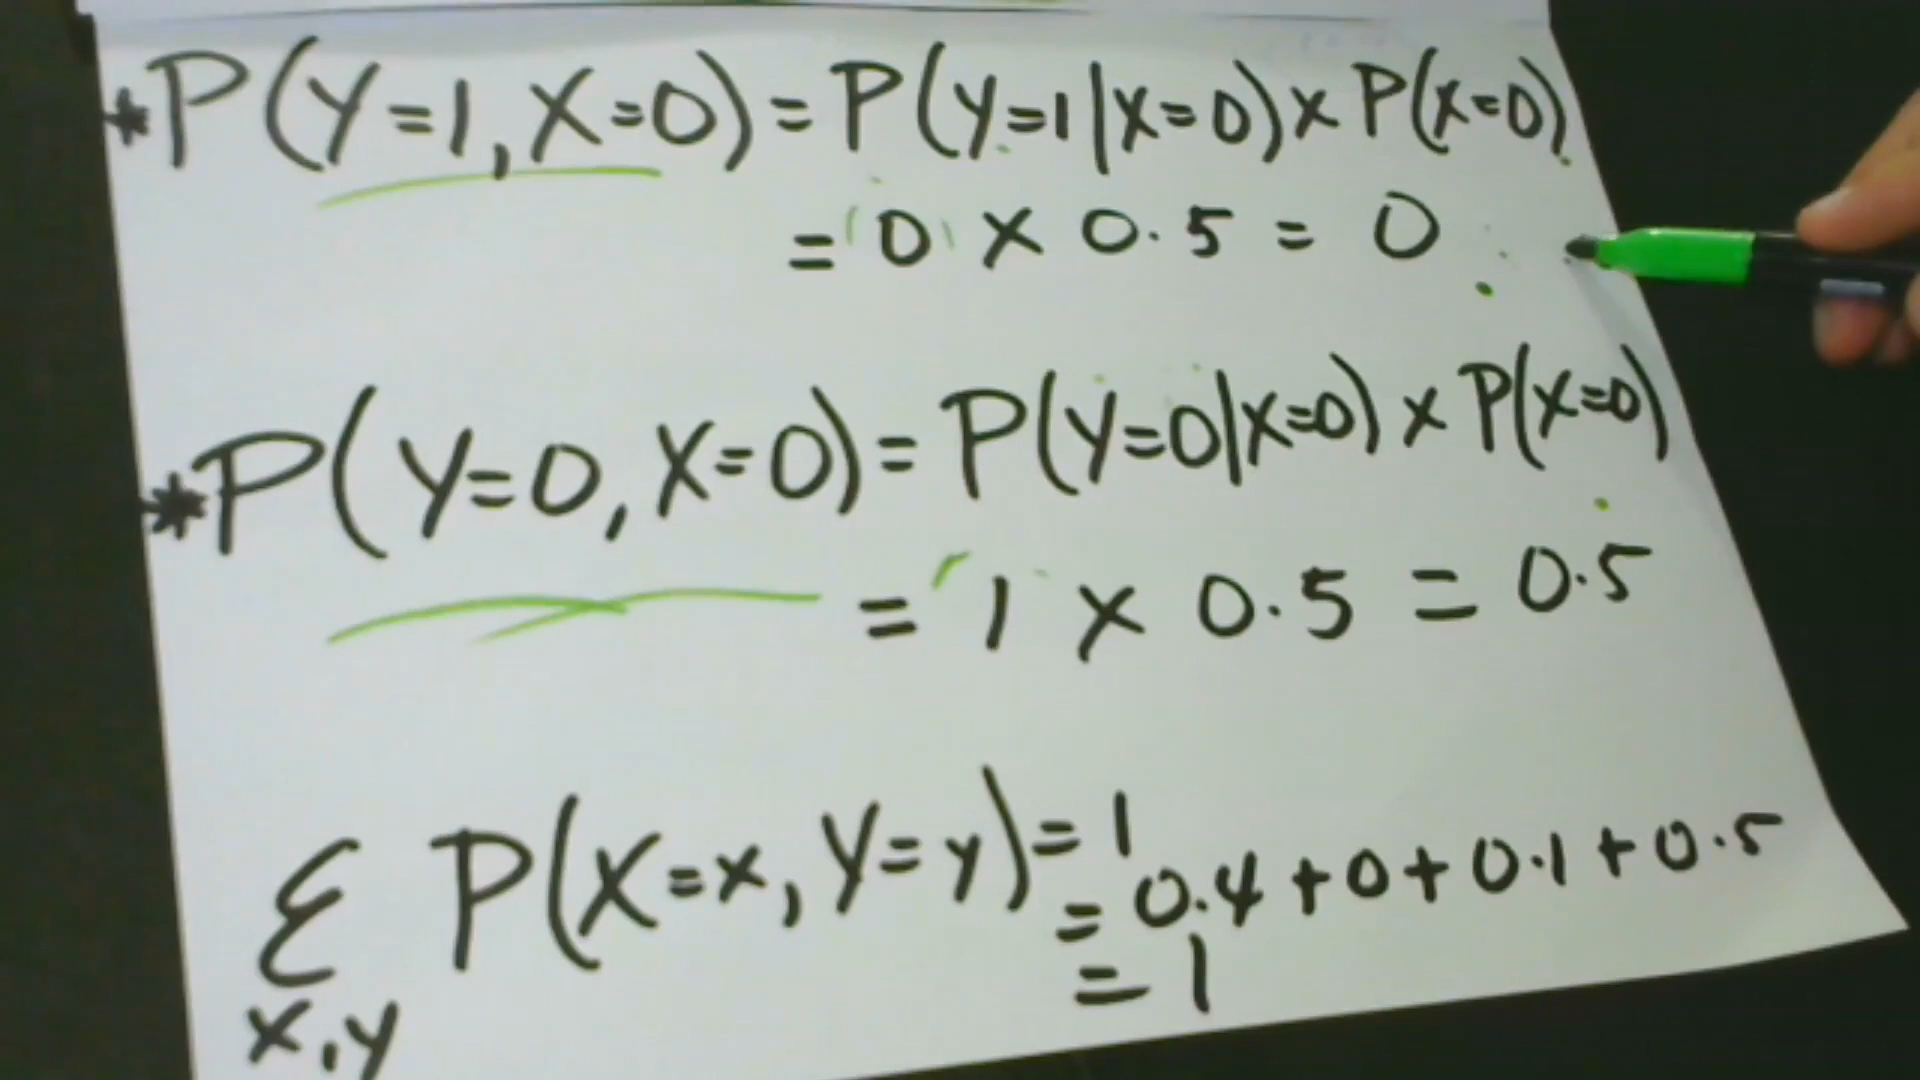 *P(Y=1,X=0)=P(Y=1|X=0)×P(X=0)
=0×0.5=0
*P(Y=0,X=0)=P(Y=0|X=0)×P(X=0)
=1×0.5=0.5
Σ P(X=x,Y=y)=1
x,y
=0.4+0+0.1+0.5
=1